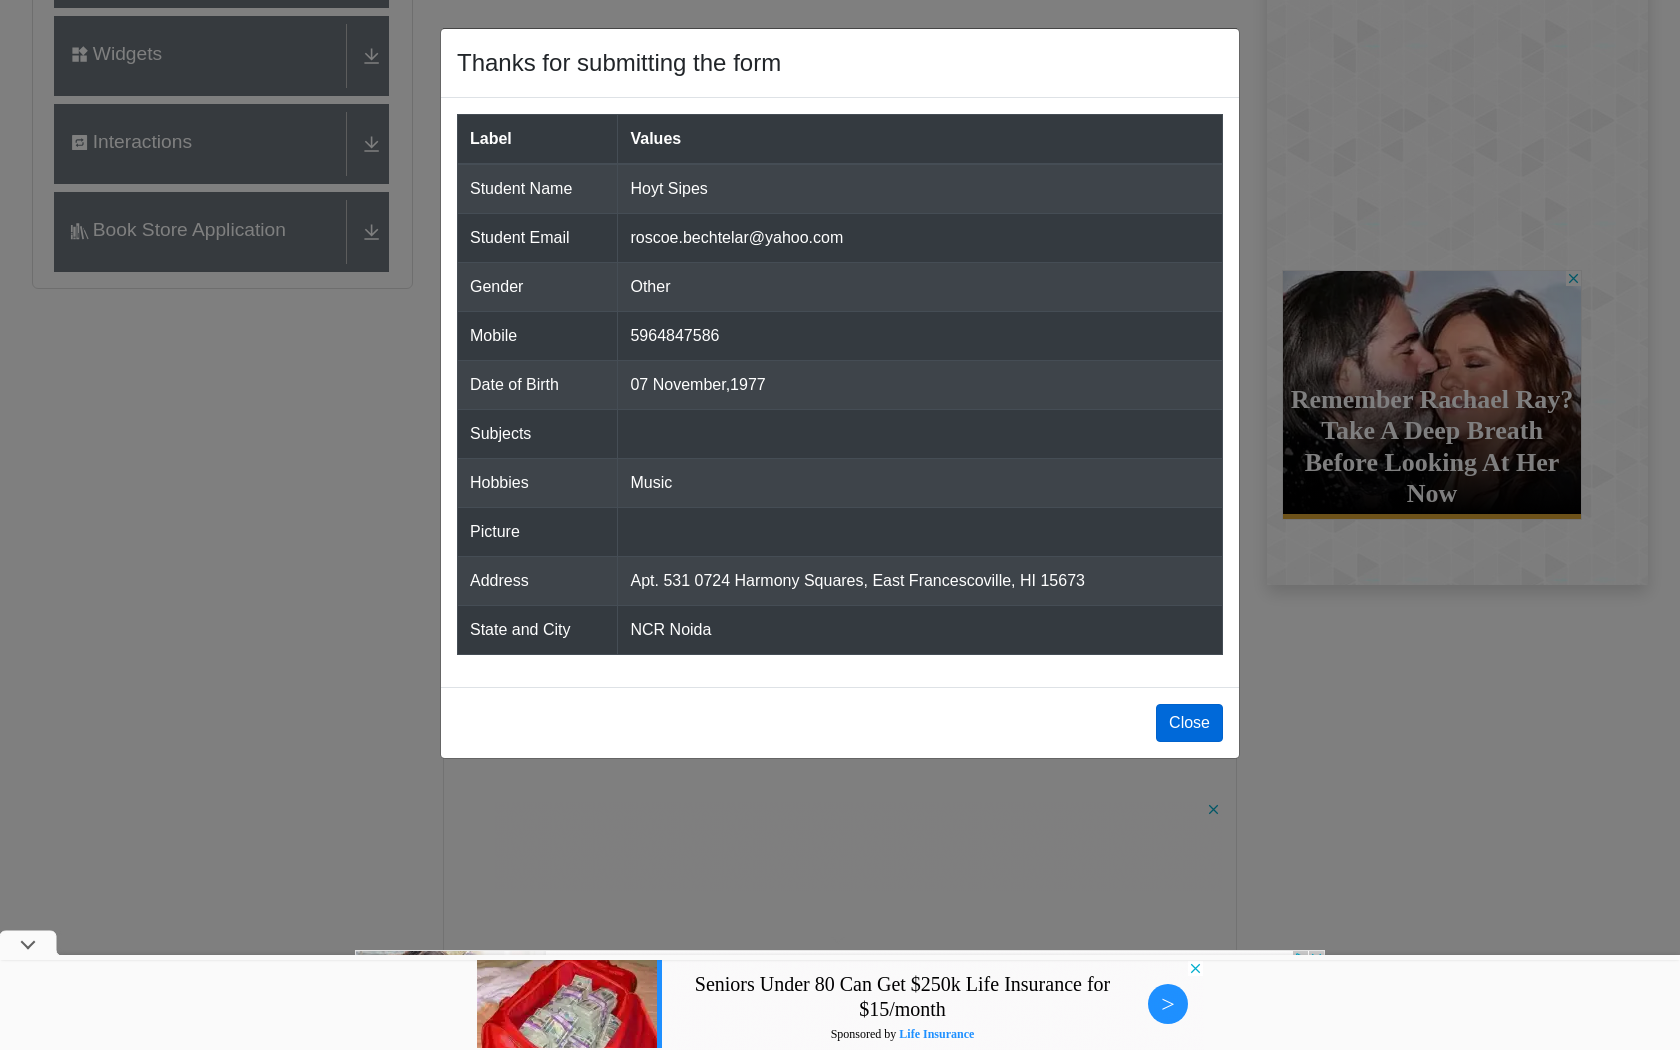 Widgets
Interactions
Book Store Application
Thanks for submitting the form
Label Values
Student Name Hoyt Sipes
Student Email roscoe.bechtelar@yahoo.com
Gender Other
Mobile 5964847586
Date of Birth 07 November,1977
Subjects
Hobbies Music
Picture
Address Apt. 531 0724 Harmony Squares, East Francescoville, HI 15673
State and City NCR Noida
Close
Remember Rachael Ray?
Take A Deep Breath
Before Looking At Her
Now
Seniors Under 80 Can Get $250k Life Insurance for
$15/month
Sponsored by Life Insurance
>